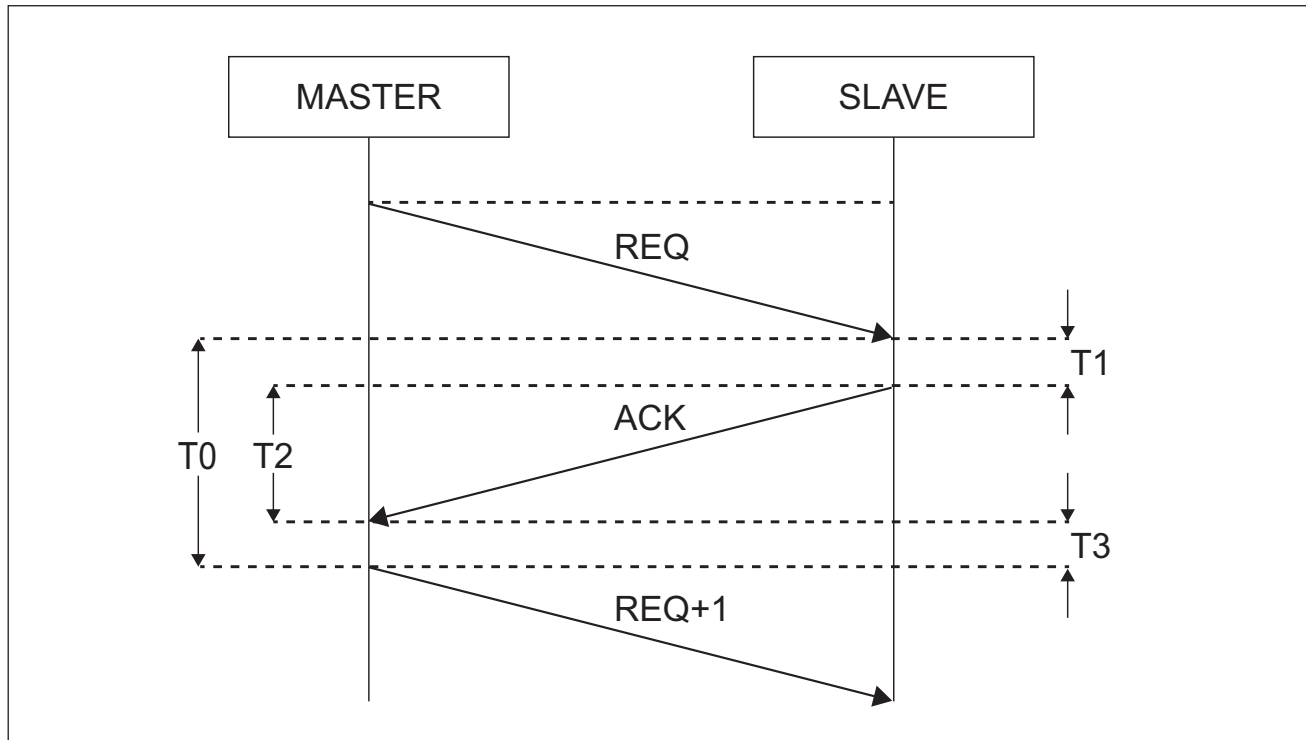 MASTER
SLAVE
REQ
T1
ACK
T0
T2
T3
REQ+1